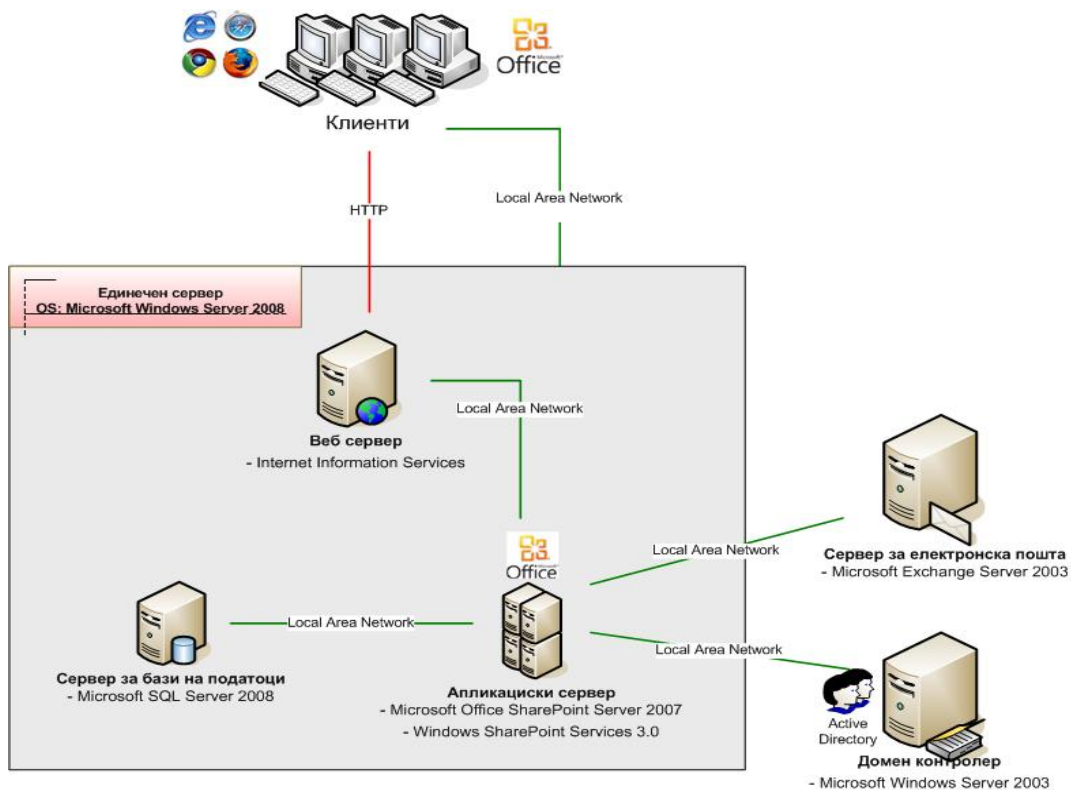 Microsoft
Office
Клиенти
Local Area Network
HTTP
Единечен сервер
OS: Microsoft Windows Server 2008
Local Area Network
Веб сервер
- Internet Information Services
Office
Local Area Network
Сервер за електронска пошта
- Microsoft Exchange Server 2003
Local Area Network
Local Area Network
Сервер за бази на податоци
- Microsoft SQL Server 2008
Апликациски сервер
- Microsoft Office SharePoint Server 2007
- Windows SharePoint Services 3.0
Active
Directory
Домен контролер
- Microsoft Windows Server 2003